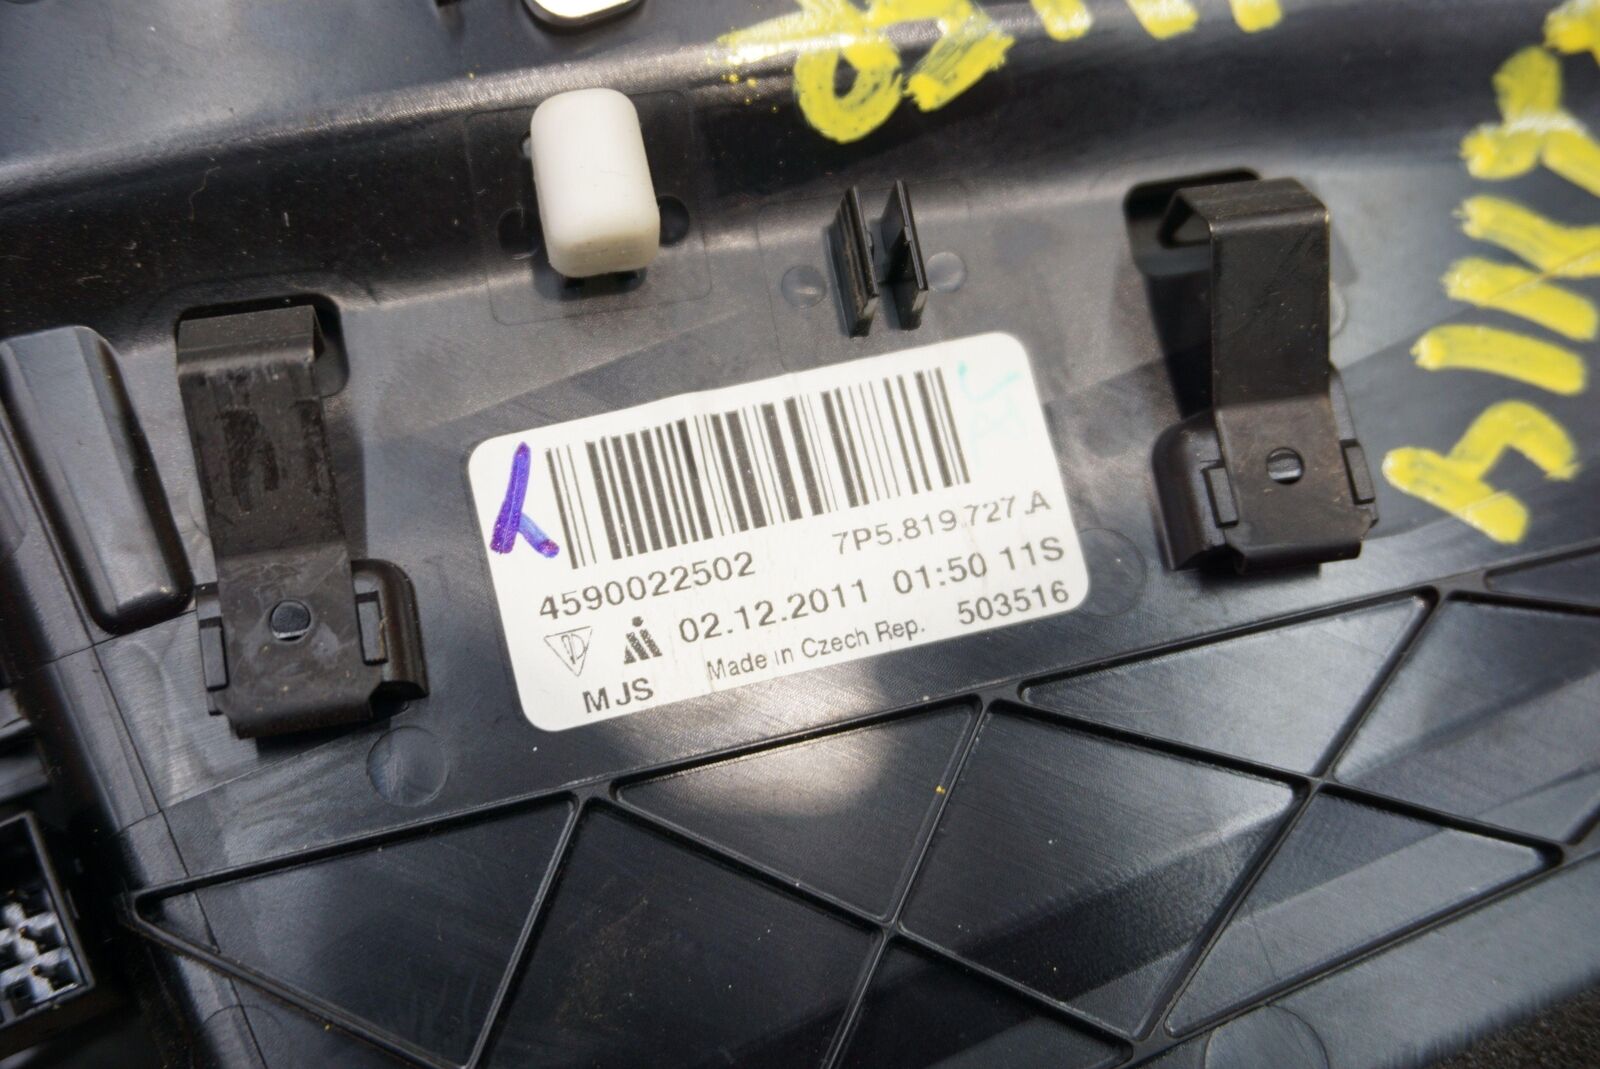 4590022502 7P5.819.727.A
02.12.2011 01:50 11S
Made in Czech Rep. 503516
MJS